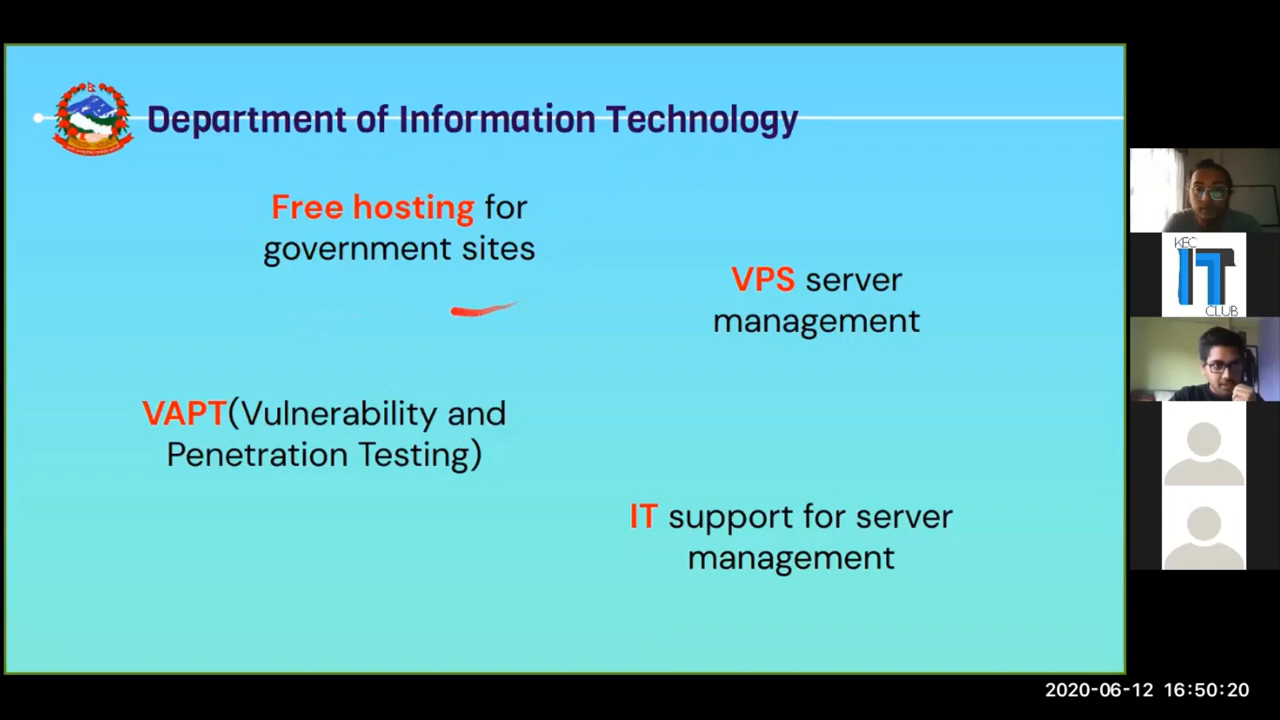 Department of Information Technology
Free hosting for
government sites
VPS server
management
VAPT(Vulnerability and
Penetration Testing)
IT support for server
management
KEC
IT
CLUB
2020-06-12 16:50:20